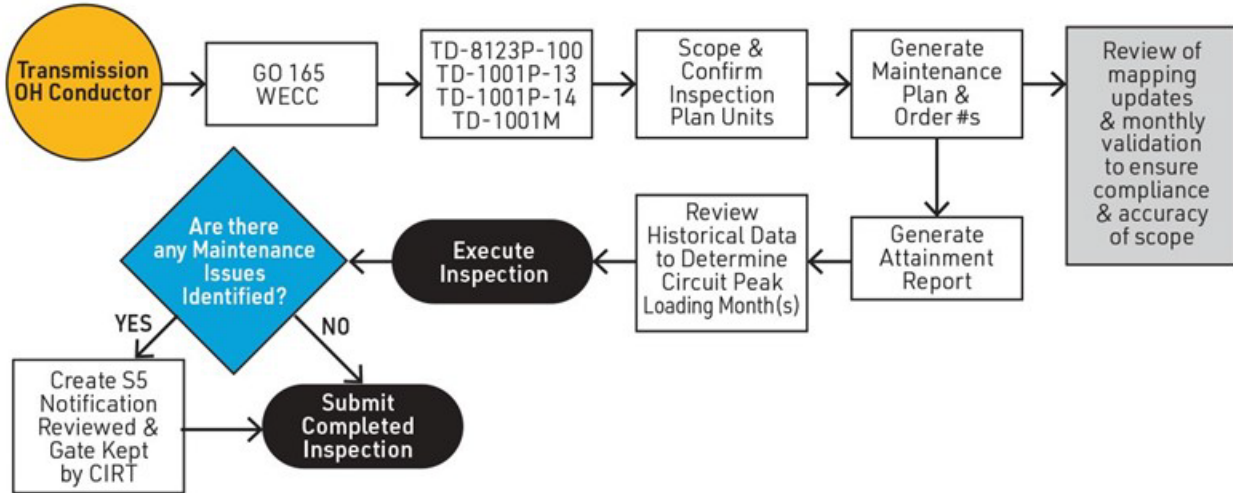 Transmission
OH Conductor
GO 165
WECC
TD-8123P-100
TD-1001P-13
TD-1001P-14
TD-1001M
Scope &
Confirm
Inspection
Plan Units
Generate
Maintenance
Plan &
Order #s
Review of
mapping
updates
& monthly
validation
to ensure
compliance
& accuracy
of scope
Generate
Attainment
Report
Review
Historical Data
to Determine
Circuit Peak
Loading Month(s)
Execute
Inspection
Are there
any Maintenance
Issues
Identified?
YES
NO
Create S5
Notification
Reviewed &
Gate Kept
by CIRT
Submit
Completed
Inspection